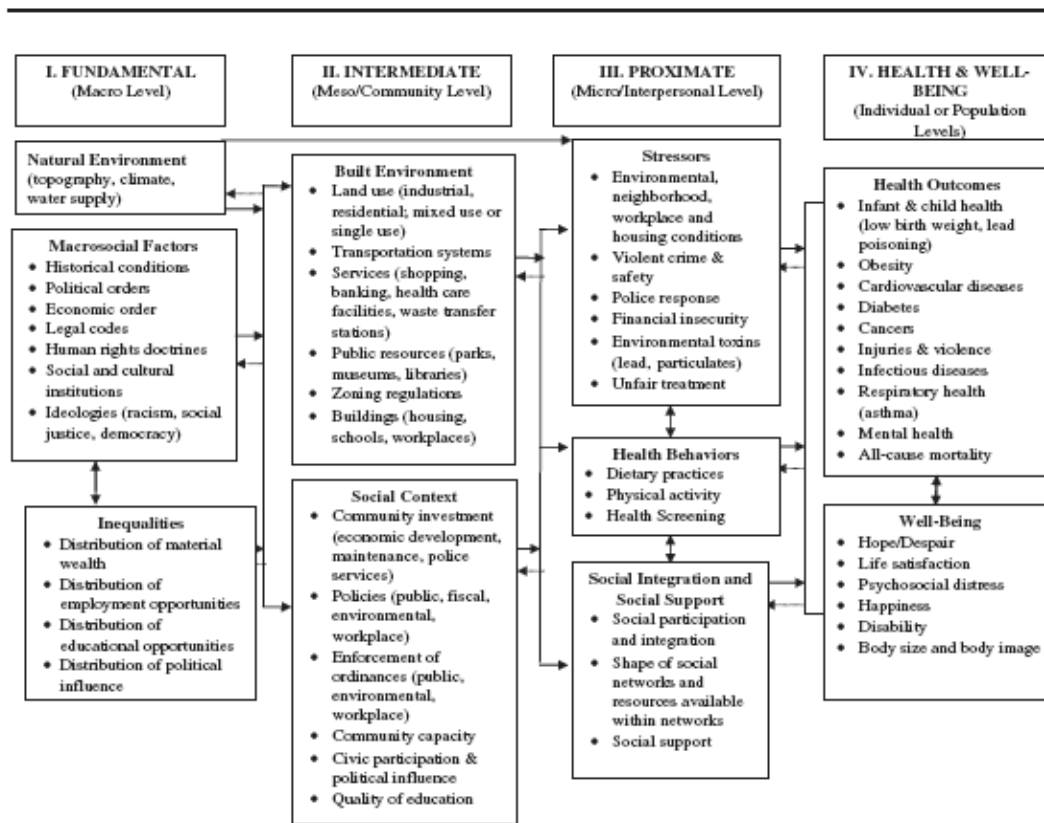 I. FUNDAMENTAL
(Macro Level)
Natural Environment
(topography, climate,
water supply)
Macrosocial Factors
• Historical conditions
• Political orders
• Economic order
• Legal codes
• Human rights doctrines
• Social and cultural
institutions
• Ideologies (racism, social
justice, democracy)
Inequalities
• Distribution of material
wealth
• Distribution of
employment opportunities
• Distribution of
educational opportunities
• Distribution of political
influence
II. INTERMEDIATE
(Meso/Community Level)
Built Environment
• Land use (industrial,
residential; mixed use or
single use)
• Transportation systems
• Services (shopping,
banking, health care
facilities, waste transfer
stations)
• Public resources (parks,
museums, libraries)
• Zoning regulations
• Buildings (housing,
schools, workplaces)
Social Context
• Community investment
(economic development,
maintenance, police
services)
• Policies (public, fiscal,
environmental,
workplace)
• Enforcement of
ordinances (public,
environmental,
workplace)
• Community capacity
• Civic participation &
political influence
• Quality of education
III. PROXIMATE
(Micro/Interpersonal Level)
Stressors
• Environmental,
neighborhood,
workplace and
housing conditions
• Violent crime &
safety
• Police response
• Financial insecurity
• Environmental toxins
(lead, particulates)
• Unfair treatment
Health Behaviors
• Dietary practices
• Physical activity
• Health Screening
Social Integration and
Social Support
• Social participation
and integration
• Shape of social
networks and
resources available
within networks
• Social support
IV. HEALTH & WELL-
BEING
(Individual or Population
Levels)
Health Outcomes
• Infant & child health
(low birth weight, lead
poisoning)
• Obesity
• Cardiovascular diseases
• Diabetes
• Cancers
• Injuries & violence
• Infectious diseases
• Respiratory health
(asthma)
• Mental health
• All-cause mortality
Well-Being
• Hope/Despair
• Life satisfaction
• Psychosocial distress
• Happiness
• Disability
• Body size and body image